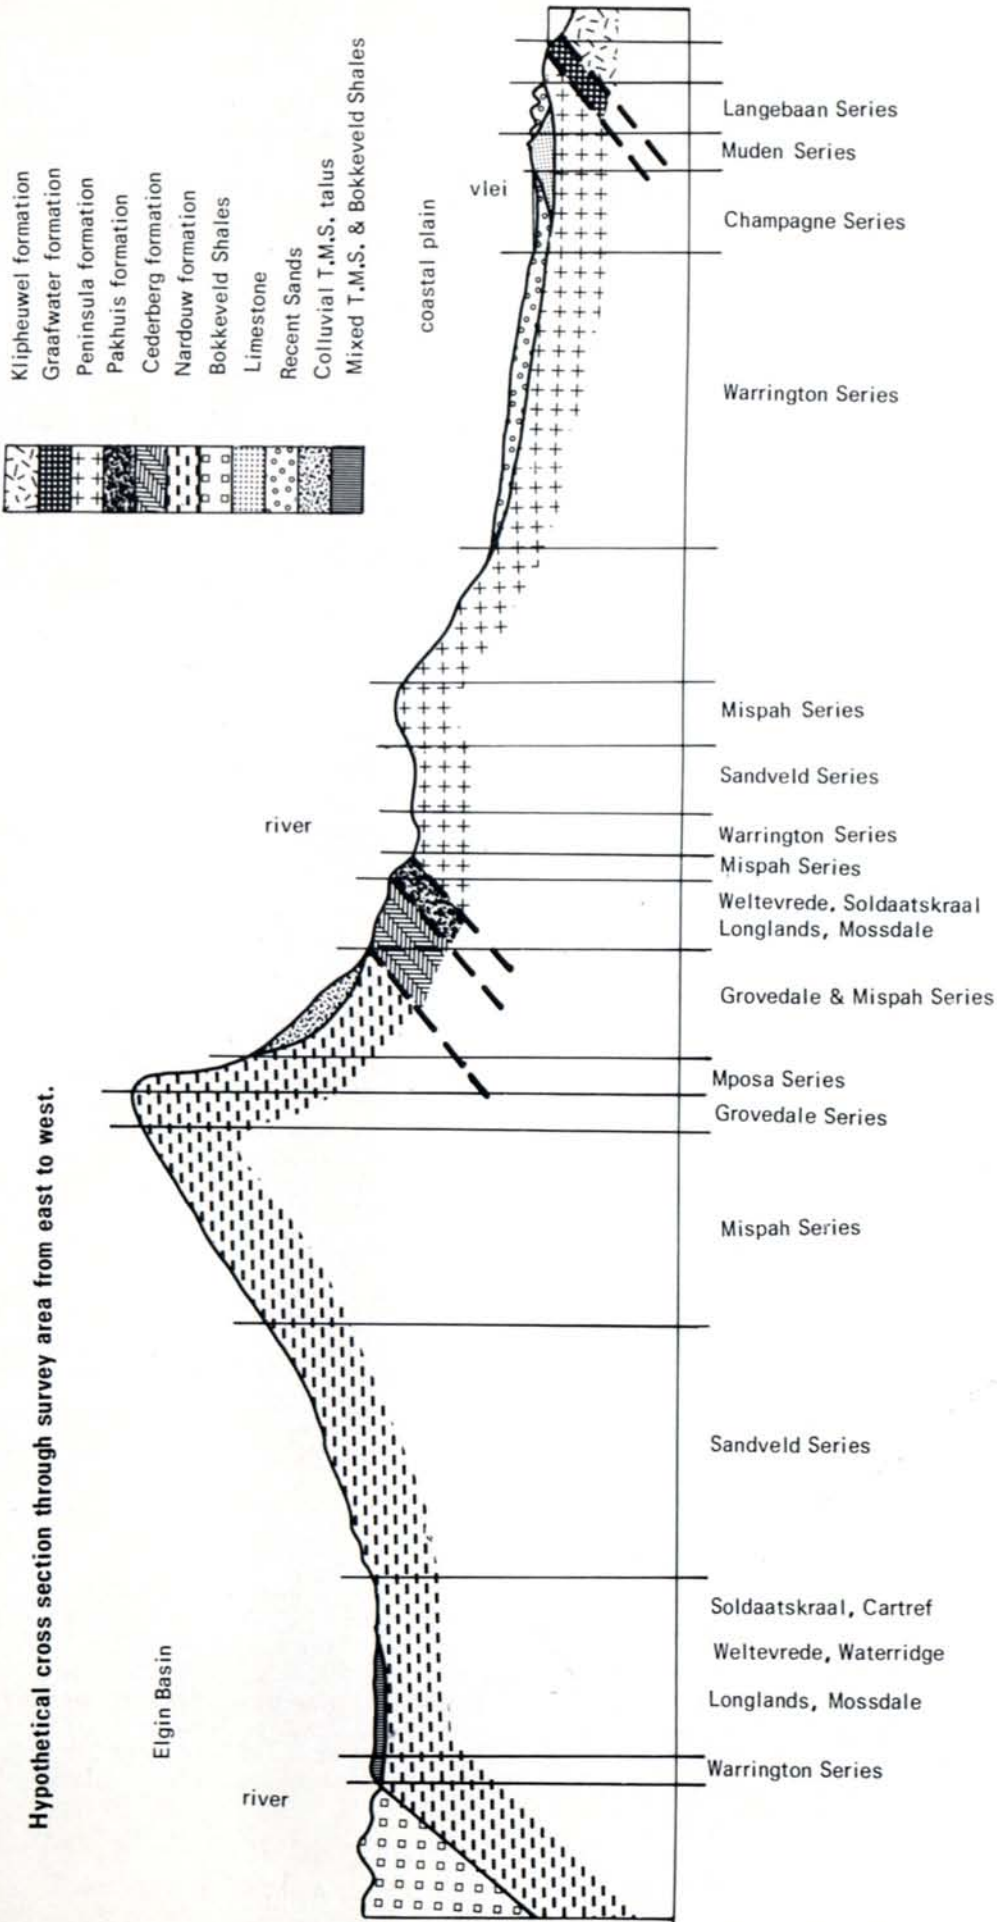 Hypothetical cross section through survey area from east to west.
Klipheuwel formation
Graafwater formation
Peninsula formation
Pakhuis formation
Cederberg formation
Nardouw formation
Bokkeveld Shales
Limestone
Recent Sands
Colluvial T.M.S. talus
Mixed T.M.S. & Bokkeveld Shales
coastal plain
vlei
river
Elgin Basin
river
Langebaan Series
Muden Series
Champagne Series
Warrington Series
Mispah Series
Sandveld Series
Warrington Series
Mispah Series
Weltevrede, Soldaatskraal
Longlands, Mossdale
Grovedale & Mispah Series
Mposa Series
Grovedale Series
Mispah Series
Sandveld Series
Soldaatskraal, Cartref
Weltevrede, Waterridge
Longlands, Mossdale
Warrington Series